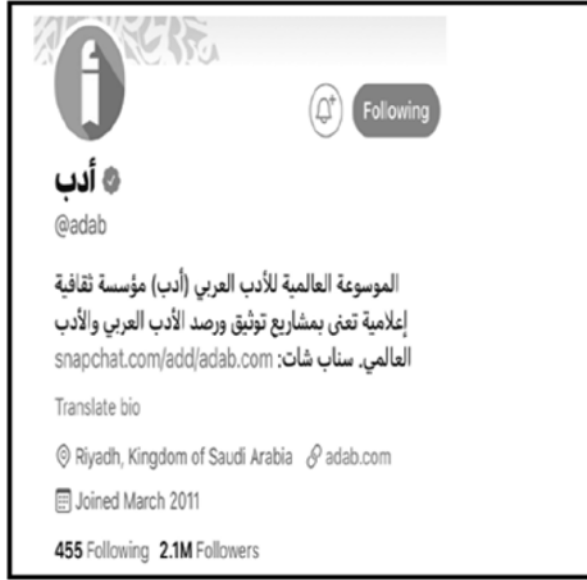 Following
أدب
@adab
الموسوعة العالمية للأدب العربي (أدب) مؤسسة ثقافية
إعلامية تعنى بمشاريع توثيق ورصد الأدب العربي والأدب
العالمي. سناب شات: snapchat.com/add/adab.com
Translate bio
Riyadh, Kingdom of Saudi Arabia adab.com
Joined March 2011
455 Following 2.1M Followers